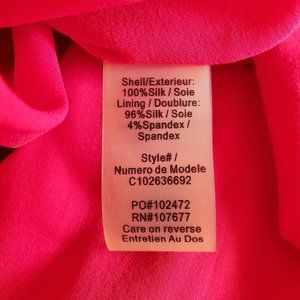 Shell/Exterieur:
100%Silk / Soie
Lining / Doublure:
96%Silk / Soie
4%Spandex /
Spandex
Style# /
Numero de Modele
C102636692
PO#102472
RN#107677
Care on reverse
Entretien Au Dos